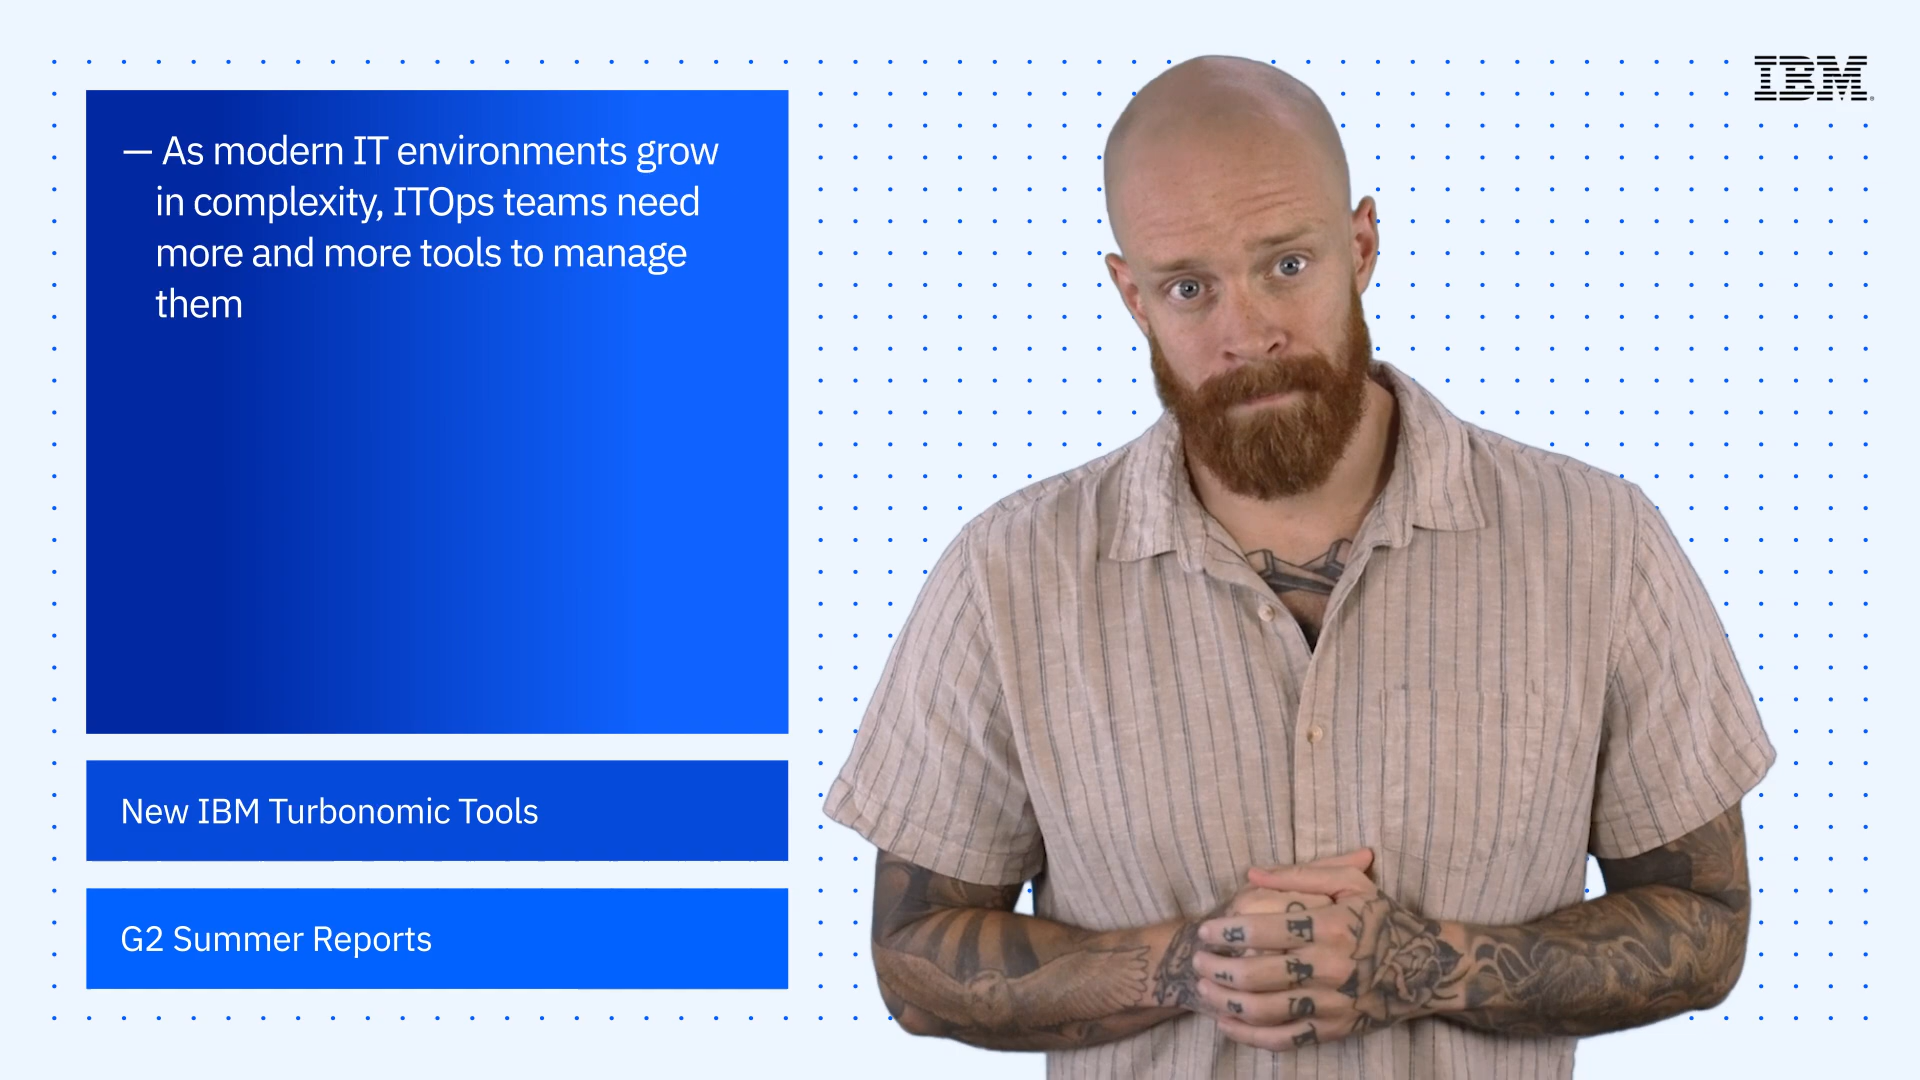 — As modern IT environments grow
in complexity, ITOps teams need
more and more tools to manage
them
New IBM Turbonomic Tools
G2 Summer Reports
IBM